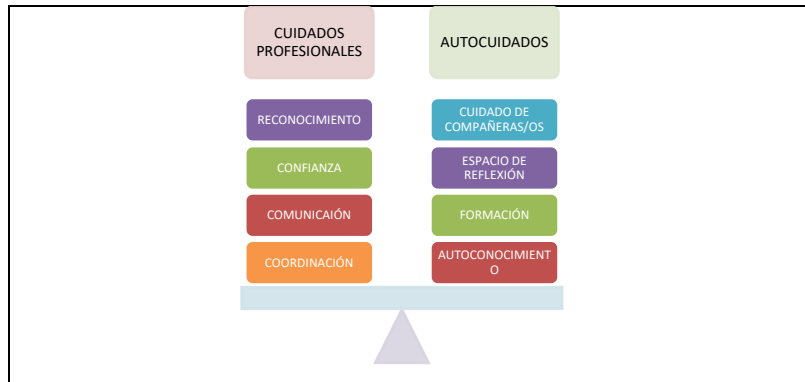 CUIDADOS
PROFESIONALES
AUTOCUIDADOS
RECONOCIMIENTO
CUIDADO DE
COMPAÑERAS/OS
CONFIANZA
ESPACIO DE
REFLEXIÓN
COMUNICAIÓN
FORMACIÓN
COORDINACIÓN
AUTOCONOCIMIENT
O